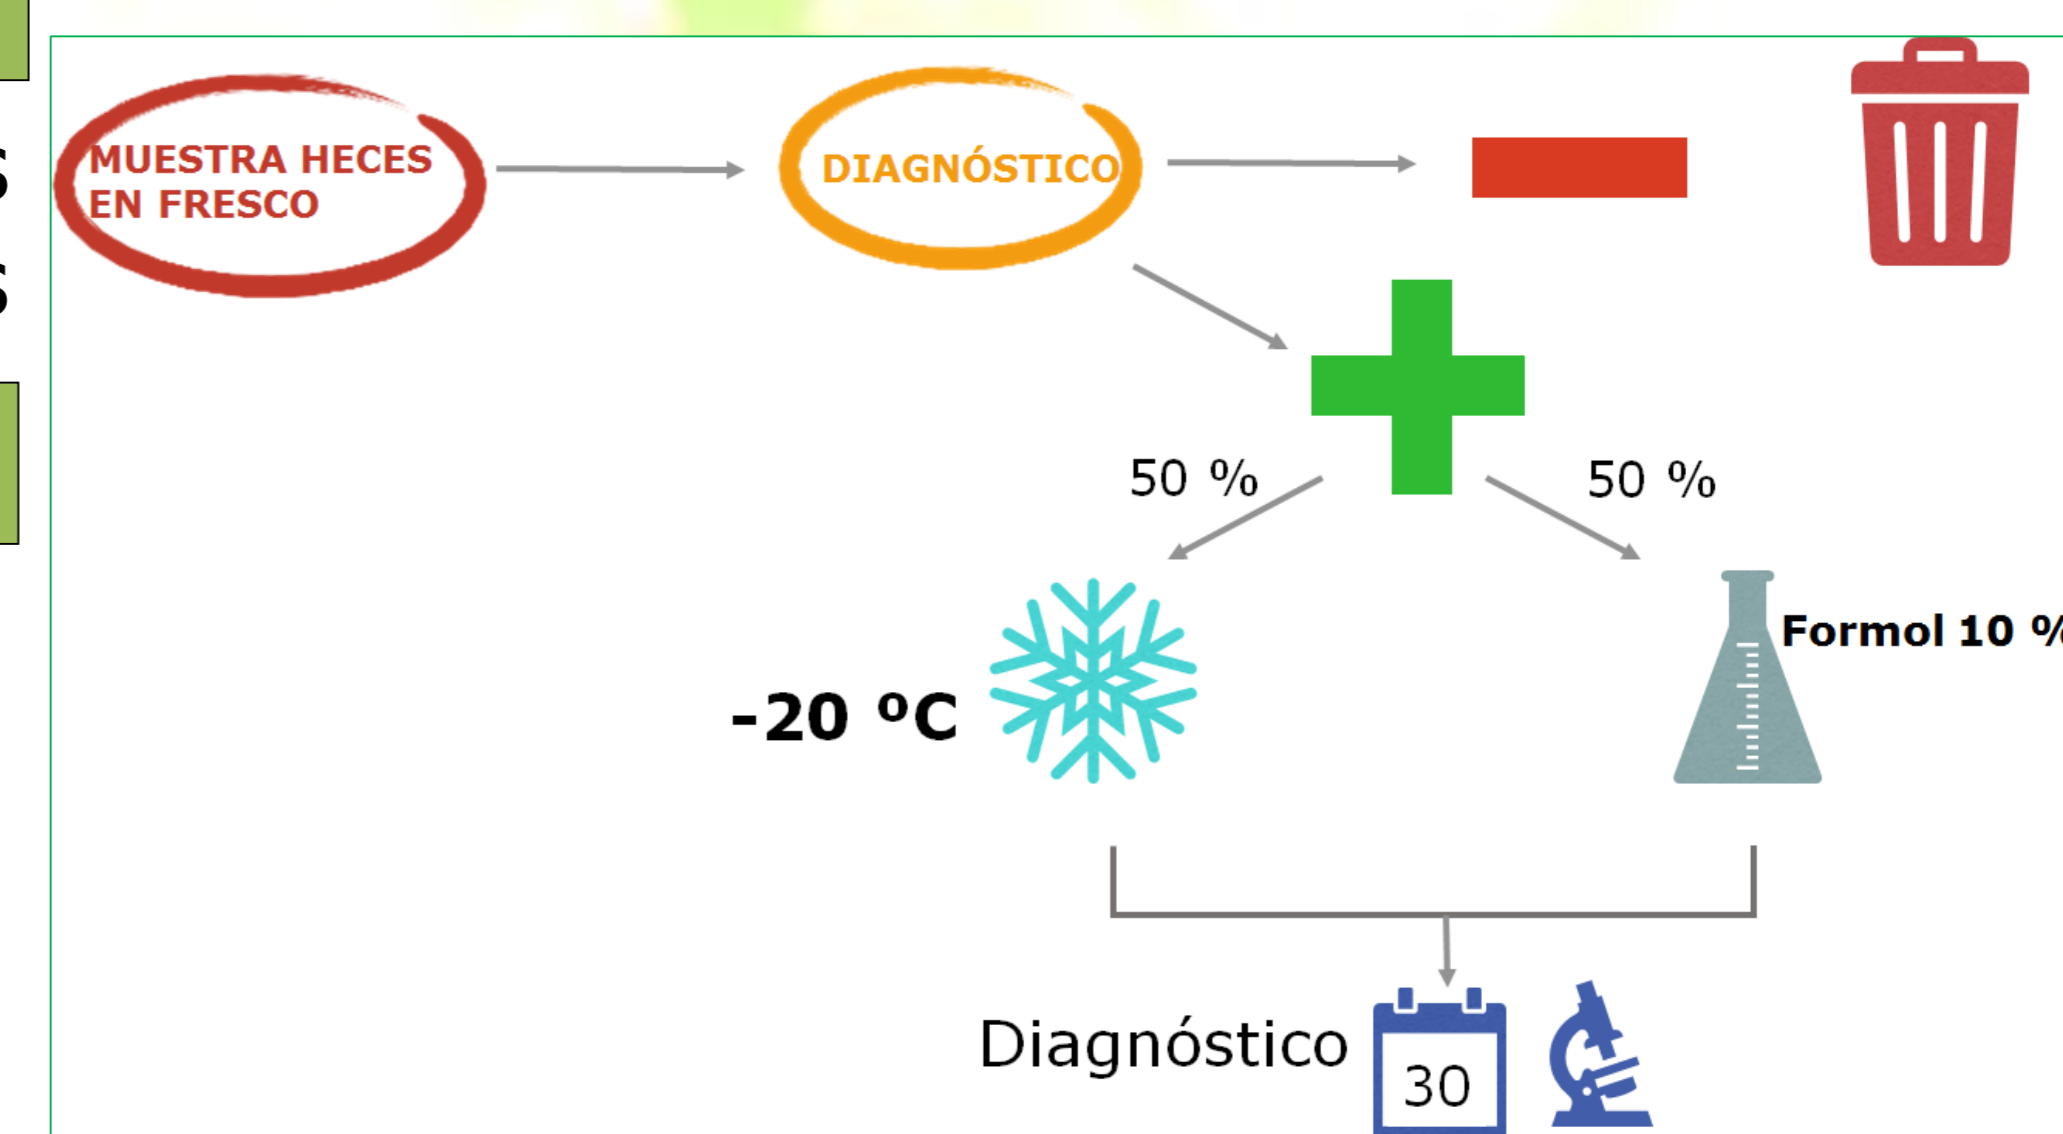 MUESTRA HECES
EN FRESCO
DIAGNÓSTICO
50 %
50 %
Formol 10 %
-20 ºC
Diagnóstico
30